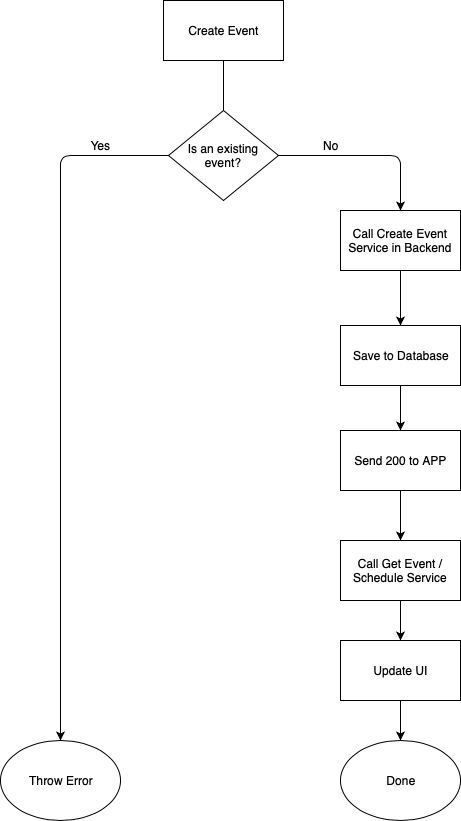 Create Event
Is an existing
event?
Yes
No
Call Create Event
Service in Backend
Save to Database
Send 200 to APP
Call Get Event /
Schedule Service
Update UI
Throw Error
Done